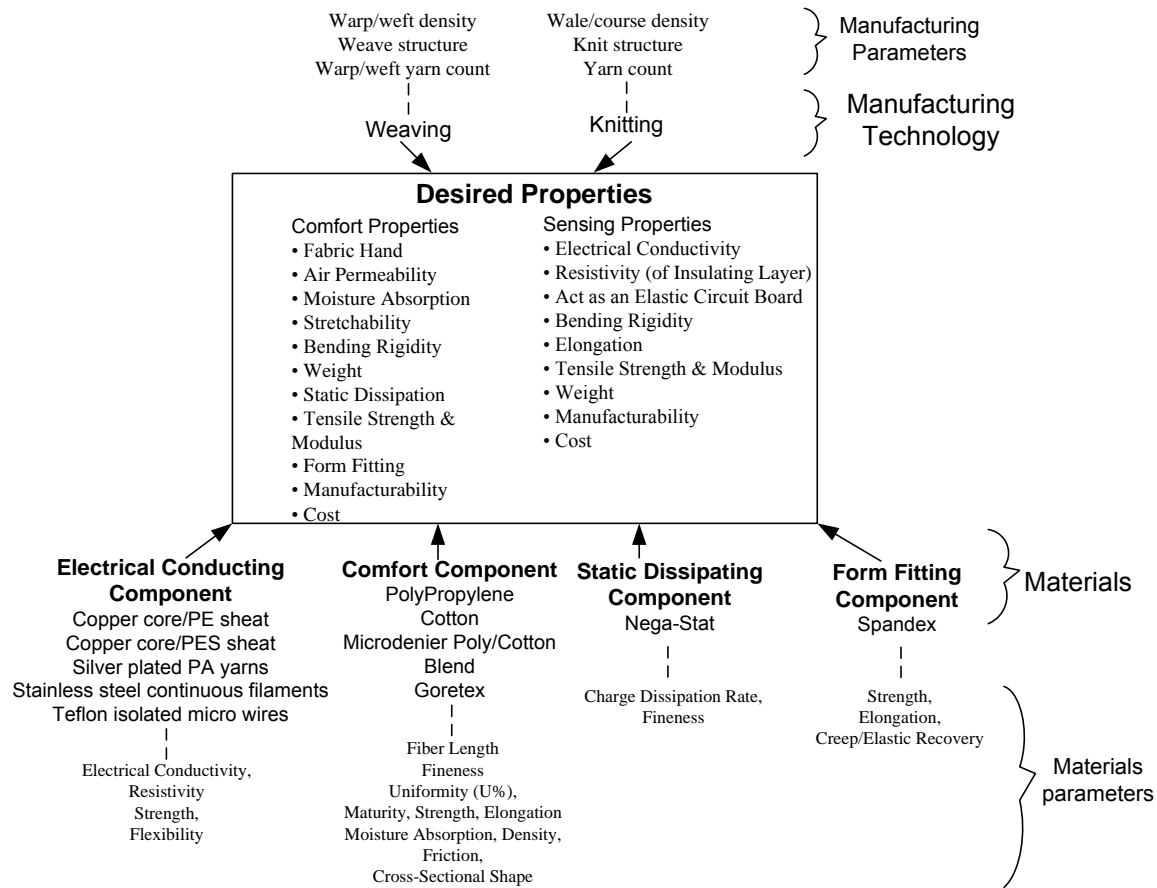 Warp/weft density
Weave structure
Warp/weft yarn count
Wale/course density
Knit structure
Yarn count
Manufacturing
Parameters
Weaving
Knitting
Manufacturing
Technology
Desired Properties
Comfort Properties
• Fabric Hand
• Air Permeability
• Moisture Absorption
• Stretchability
• Bending Rigidity
• Weight
• Static Dissipation
• Tensile Strength &
Modulus
• Form Fitting
• Manufacturability
• Cost
Sensing Properties
• Electrical Conductivity
• Resistivity (of Insulating Layer)
• Act as an Elastic Circuit Board
• Bending Rigidity
• Elongation
• Tensile Strength & Modulus
• Weight
• Manufacturability
• Cost
Electrical Conducting
Component
Copper core/PE sheat
Copper core/PES sheat
Silver plated PA yarns
Stainless steel continuous filaments
Teflon isolated micro wires
Electrical Conductivity,
Resistivity
Strength,
Flexibility
Comfort Component
PolyPropylene
Cotton
Microdenier Poly/Cotton
Blend
Goretex
Fiber Length
Fineness
Uniformity (U%),
Maturity, Strength, Elongation
Moisture Absorption, Density,
Friction,
Cross-Sectional Shape
Static Dissipating
Component
Nega-Stat
Charge Dissipation Rate,
Fineness
Form Fitting
Component
Spandex
Strength,
Elongation,
Creep/Elastic Recovery
Materials
Materials
parameters